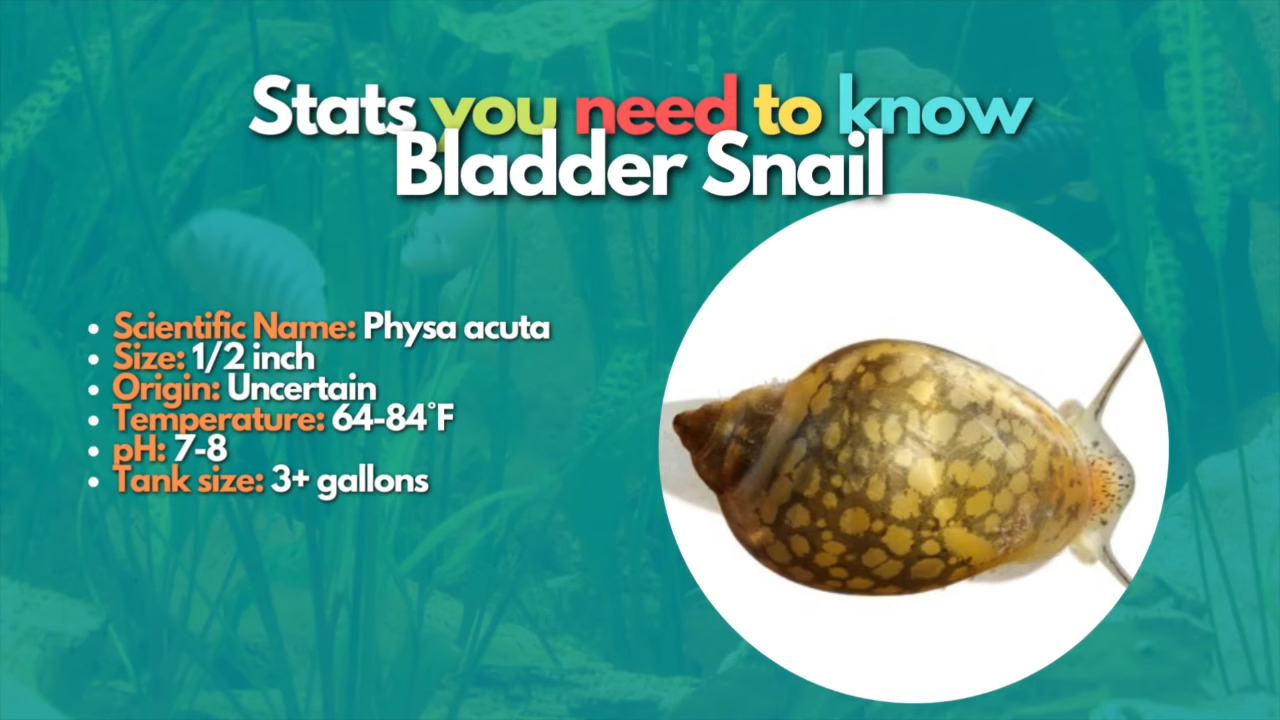 Stats you need to know
Bladder Snail
• Scientific Name: Physa acuta
• Size: 1/2 inch
• Origin: Uncertain
• Temperature: 64-84°F
• pH: 7-8
• Tank size: 3+ gallons